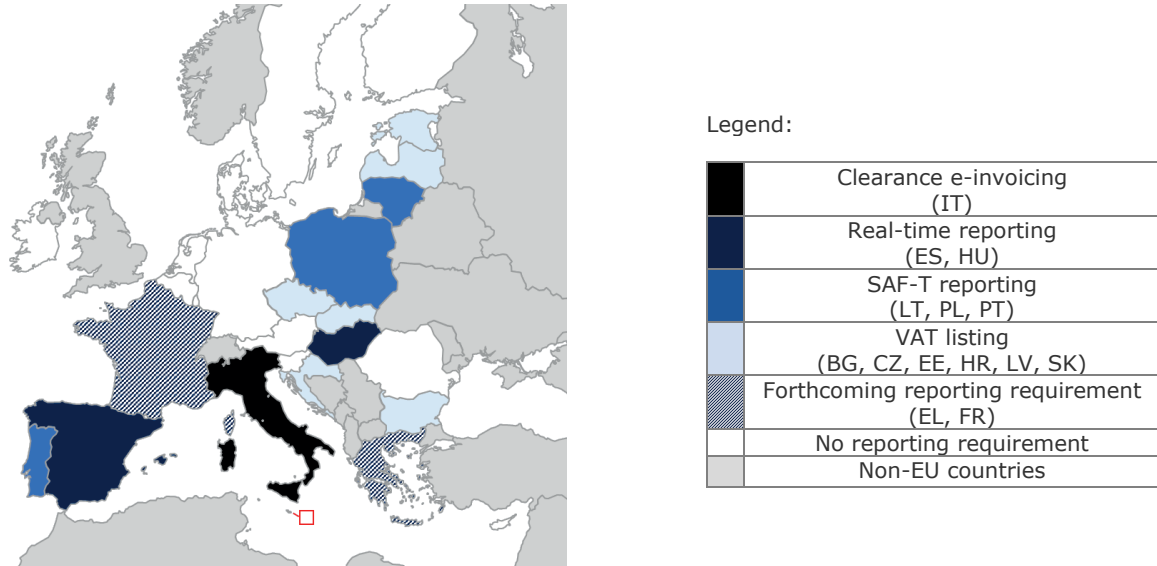 Legend:
Clearance e-invoicing
(IT)
Real-time reporting
(ES, HU)
SAF-T reporting
(LT, PL, PT)
VAT listing
(BG, CZ, EE, HR, LV, SK)
Forthcoming reporting requirement
(EL, FR)
No reporting requirement
Non-EU countries